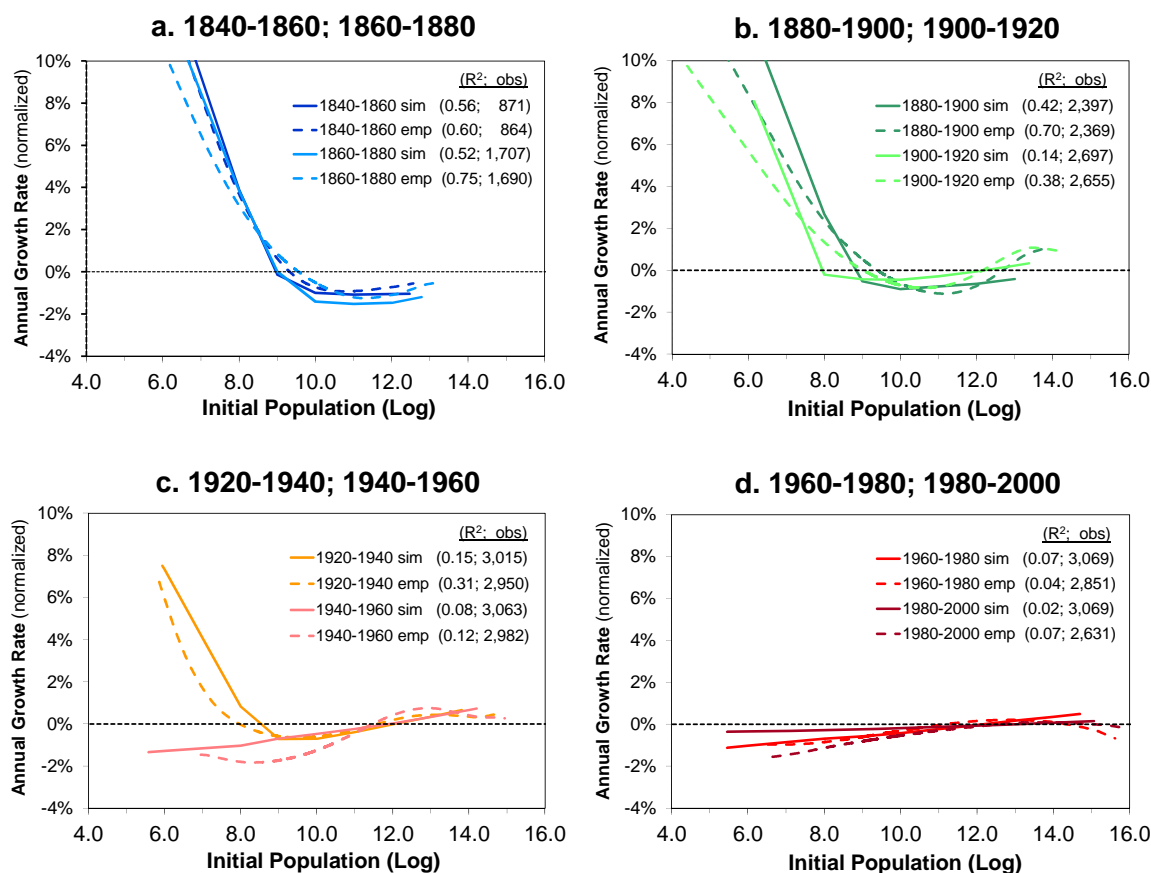 a. 1840-1860; 1860-1880
10%
8%
6%
4%
2%
0%
-2%
-4%
Annual Growth Rate (normalized)
(R²; obs)
1840-1860 sim (0.56; 871)
1840-1860 emp (0.60; 864)
1860-1880 sim (0.52; 1,707)
1860-1880 emp (0.75; 1,690)
4.0 6.0 8.0 10.0 12.0 14.0 16.0
Initial Population (Log)
b. 1880-1900; 1900-1920
10%
8%
6%
4%
2%
0%
-2%
-4%
Annual Growth Rate (normalized)
(R²; obs)
1880-1900 sim (0.42; 2,397)
1880-1900 emp (0.70; 2,369)
1900-1920 sim (0.14; 2,697)
1900-1920 emp (0.38; 2,655)
4.0 6.0 8.0 10.0 12.0 14.0 16.0
Initial Population (Log)
c. 1920-1940; 1940-1960
10%
8%
6%
4%
2%
0%
-2%
-4%
Annual Growth Rate (normalized)
(R²; obs)
1920-1940 sim (0.15; 3,015)
1920-1940 emp (0.31; 2,950)
1940-1960 sim (0.08; 3,063)
1940-1960 emp (0.12; 2,982)
4.0 6.0 8.0 10.0 12.0 14.0 16.0
Initial Population (Log)
d. 1960-1980; 1980-2000
10%
8%
6%
4%
2%
0%
-2%
-4%
Annual Growth Rate (normalized)
(R²; obs)
1960-1980 sim (0.07; 3,069)
1960-1980 emp (0.04; 2,851)
1980-2000 sim (0.02; 3,069)
1980-2000 emp (0.07; 2,631)
4.0 6.0 8.0 10.0 12.0 14.0 16.0
Initial Population (Log)